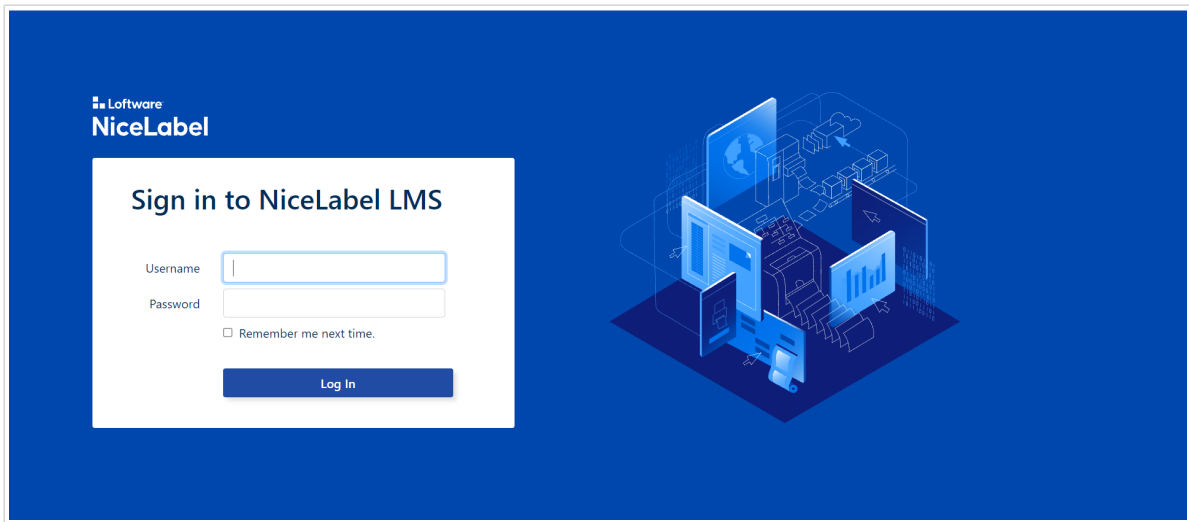 Loftware
NiceLabel
Sign in to NiceLabel LMS
Username
Password
Remember me next time.
Log In